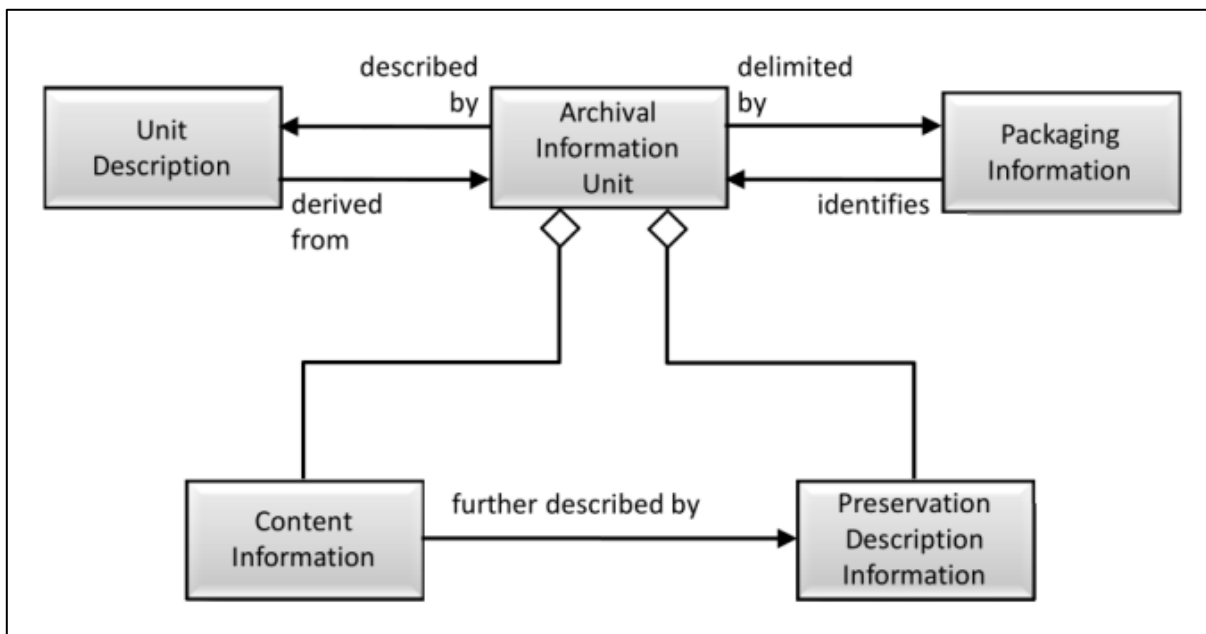 described
by
delimited
by
Unit
Description
Archival
Information
Unit
Packaging
Information
derived
from
identifies
Content
Information
further described by
Preservation
Description
Information